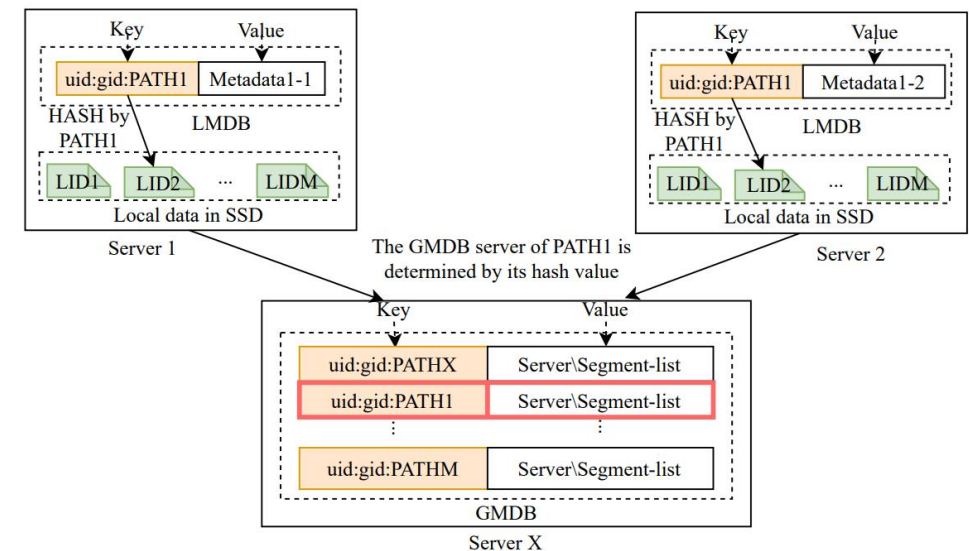 Key Value
uid:gid:PATH1 Metadata1-1
HASH by
PATH1
LMDB
LID1 LID2 ... LIDM
Local data in SSD
Server 1
Key Value
uid:gid:PATH1 Metadata1-2
HASH by
PATH1
LMDB
LID1 LID2 ... LIDM
Local data in SSD
Server 2
The GMDB server of PATH1 is
determined by its hash value
Key Value
uid:gid:PATHX Server\Segment-list
uid:gid:PATH1 Server\Segment-list
⋮ ⋮
uid:gid:PATHM Server\Segment-list
GMDB
Server X